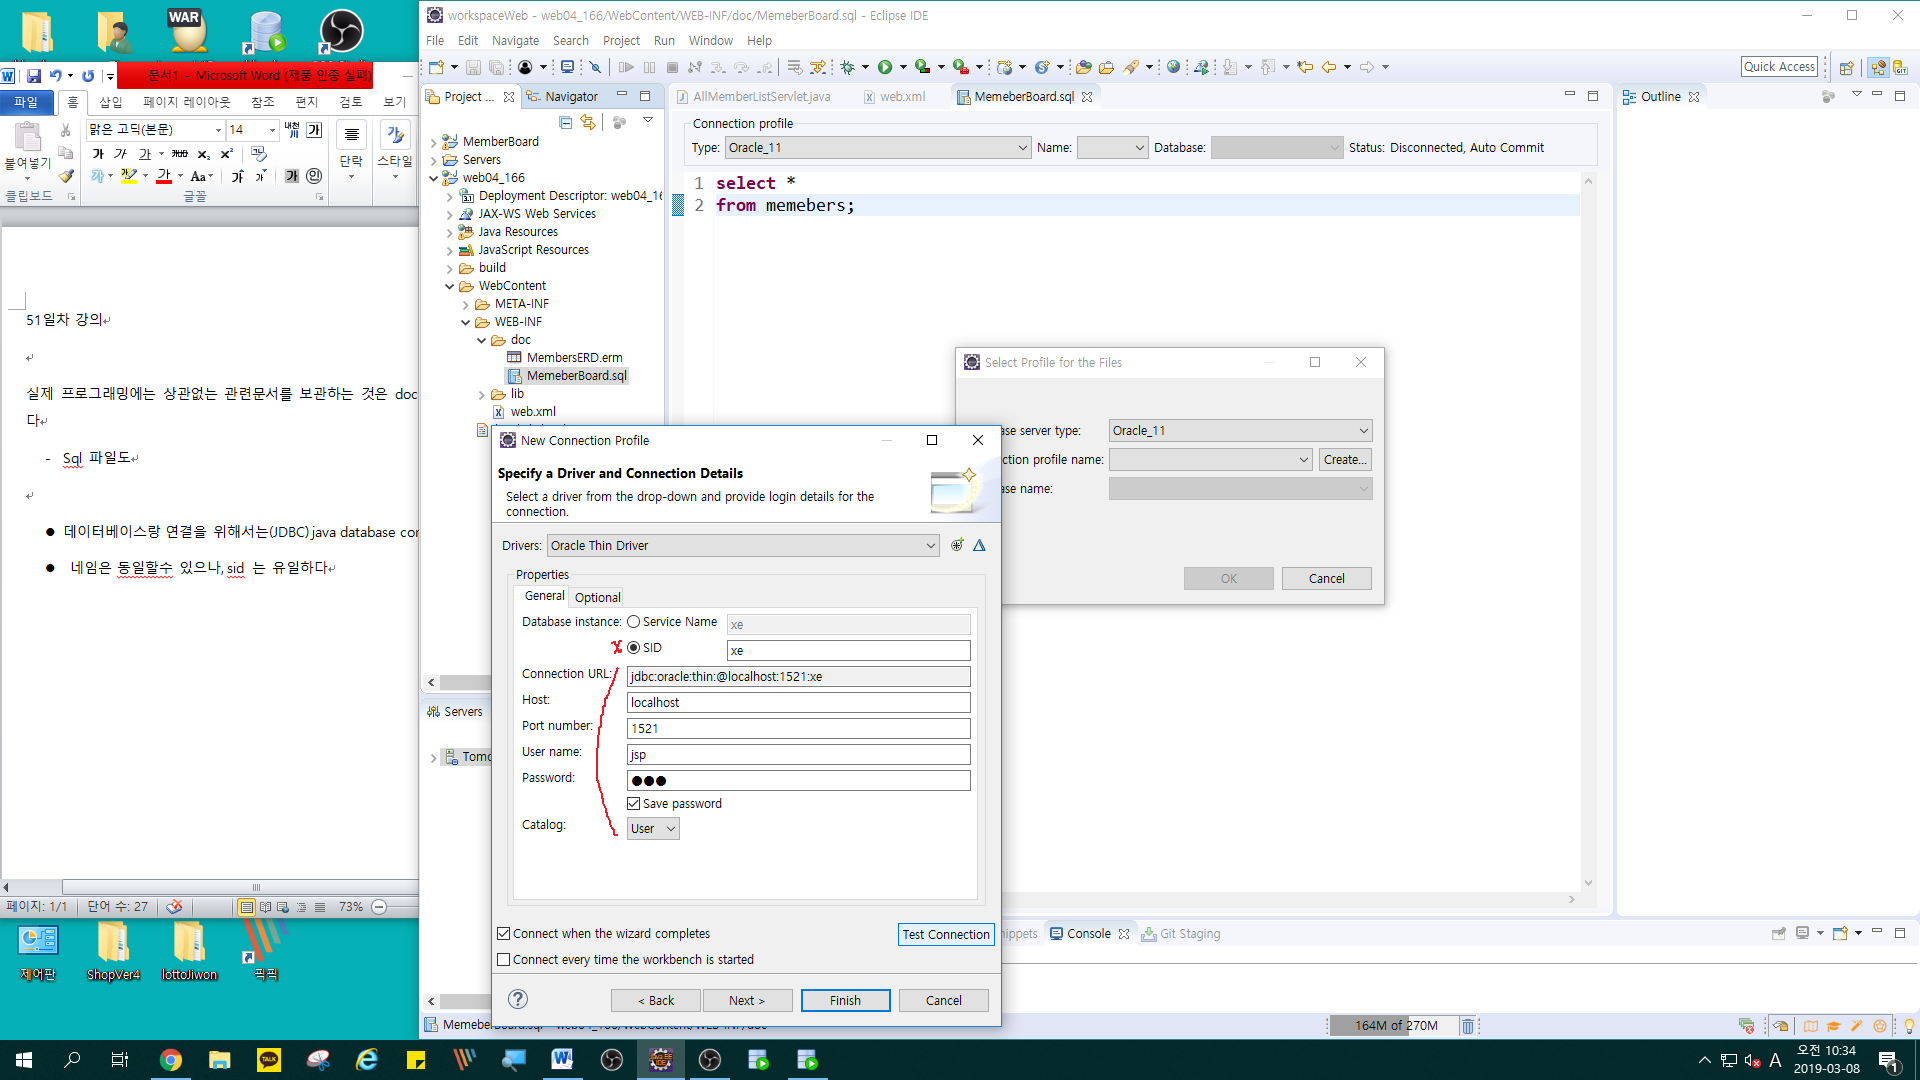 WAR
workspaceWeb - web04_166/WebContent/WEB-INF/doc/MemeberBoard.sql - Eclipse IDE
File Edit Navigate Search Project Run Window Help
Quick Access
문서1 - Microsoft Word (제품 인증 실패)
파일 홈 삽입 페이지 레이아웃 참조 편지 검토 보기
붙여넣기
맑은 고딕(본문) 14
단락
스타일
클립보드
글꼴
51일차 강의
실제 프로그래밍에는 상관없는 관련문서를 보관하는 것은 doc
다
- Sql 파일도
● 데이터베이스랑 연결을 위해서는(JDBC) java database cor
● 네임은 동일할수 있으나, sid 는 유일하다
페이지: 1/1 단어 수: 27 73%
제어판
ShopVer4
lottoJiwon
픽픽
Project ... Navigator
MemberBoard
Servers
web04_166
Deployment Descriptor: web04_16
JAX-WS Web Services
Java Resources
JavaScript Resources
build
WebContent
META-INF
WEB-INF
doc
MembersERD.erm
MemeberBoard.sql
lib
web.xml
Servers
Tomc
AllMemberListServlet.java web.xml MemeberBoard.sql
Connection profile
Type: Oracle_11 Name: Database: Status: Disconnected, Auto Commit
1 select *
2 from memebers;
Outline
Select Profile for the Files
ase server type: Oracle_11
ction profile name: Create...
ase name:
OK Cancel
New Connection Profile
Specify a Driver and Connection Details
Select a driver from the drop-down and provide login details for the
connection.
Drivers: Oracle Thin Driver
Properties
General Optional
Database instance: Service Name xe
SID xe
Connection URL: jdbc:oracle:thin:@localhost:1521:xe
Host: localhost
Port number: 1521
User name: jsp
Password: ●●●
Save password
Catalog: User
Connect when the wizard completes Test Connection
Connect every time the workbench is started
< Back Next > Finish Cancel
nippets Console Git Staging
164M of 270M
TALK
A
오전 10:34
2019-03-08
1